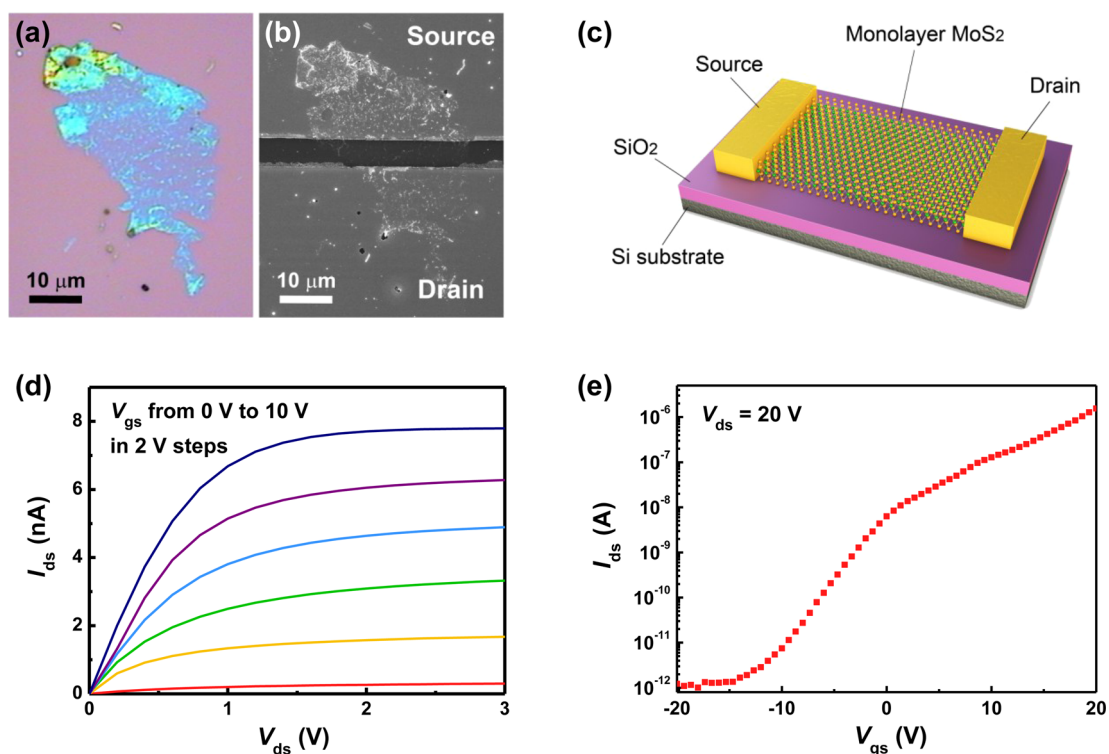 (a)
10 μm
(b)
Source
Drain
10 μm
(c)
Monolayer MoS2
Source
Drain
SiO2
Si substrate
(d)
Vgs from 0 V to 10 V
in 2 V steps
8
6
4
2
0
Ids (nA)
0 1 2 3
Vds (V)
(e)
Vds = 20 V
10-6
10-7
10-8
10-9
10-10
10-11
10-12
Ids (A)
-20 -10 0 10 20
Vgs (V)